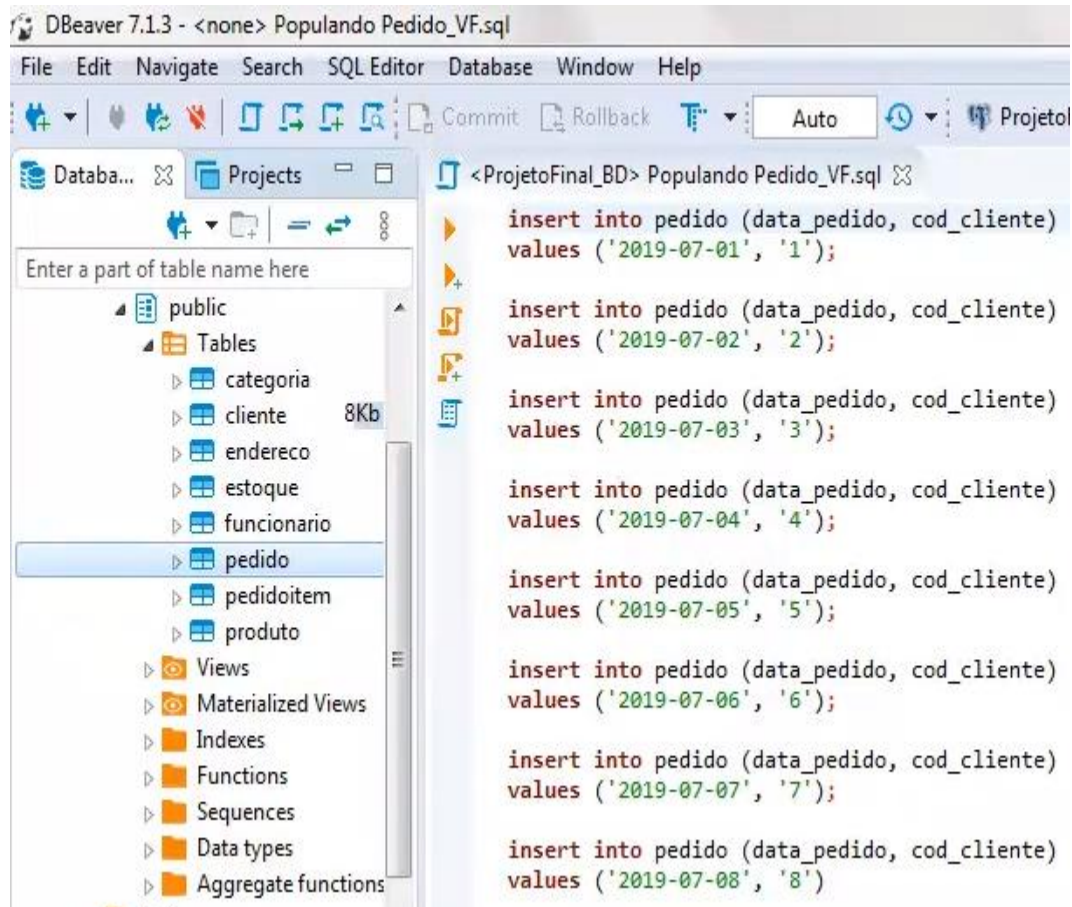 DBeaver 7.1.3 - <none> Populando Pedido_VF.sql
File Edit Navigate Search SQL Editor Database Window Help
Commit Rollback Auto
Databa... Projects
<ProjetoFinal_BD> Populando Pedido_VF.sql
Enter a part of table name here
public
Tables
categoria
cliente 8Kb
endereco
estoque
funcionario
pedido
pedidoitem
produto
Views
Materialized Views
Indexes
Functions
Sequences
Data types
Aggregate functions
insert into pedido (data_pedido, cod_cliente)
values ('2019-07-01', '1');
insert into pedido (data_pedido, cod_cliente)
values ('2019-07-02', '2');
insert into pedido (data_pedido, cod_cliente)
values ('2019-07-03', '3');
insert into pedido (data_pedido, cod_cliente)
values ('2019-07-04', '4');
insert into pedido (data_pedido, cod_cliente)
values ('2019-07-05', '5');
insert into pedido (data_pedido, cod_cliente)
values ('2019-07-06', '6');
insert into pedido (data_pedido, cod_cliente)
values ('2019-07-07', '7');
insert into pedido (data_pedido, cod_cliente)
values ('2019-07-08', '8')